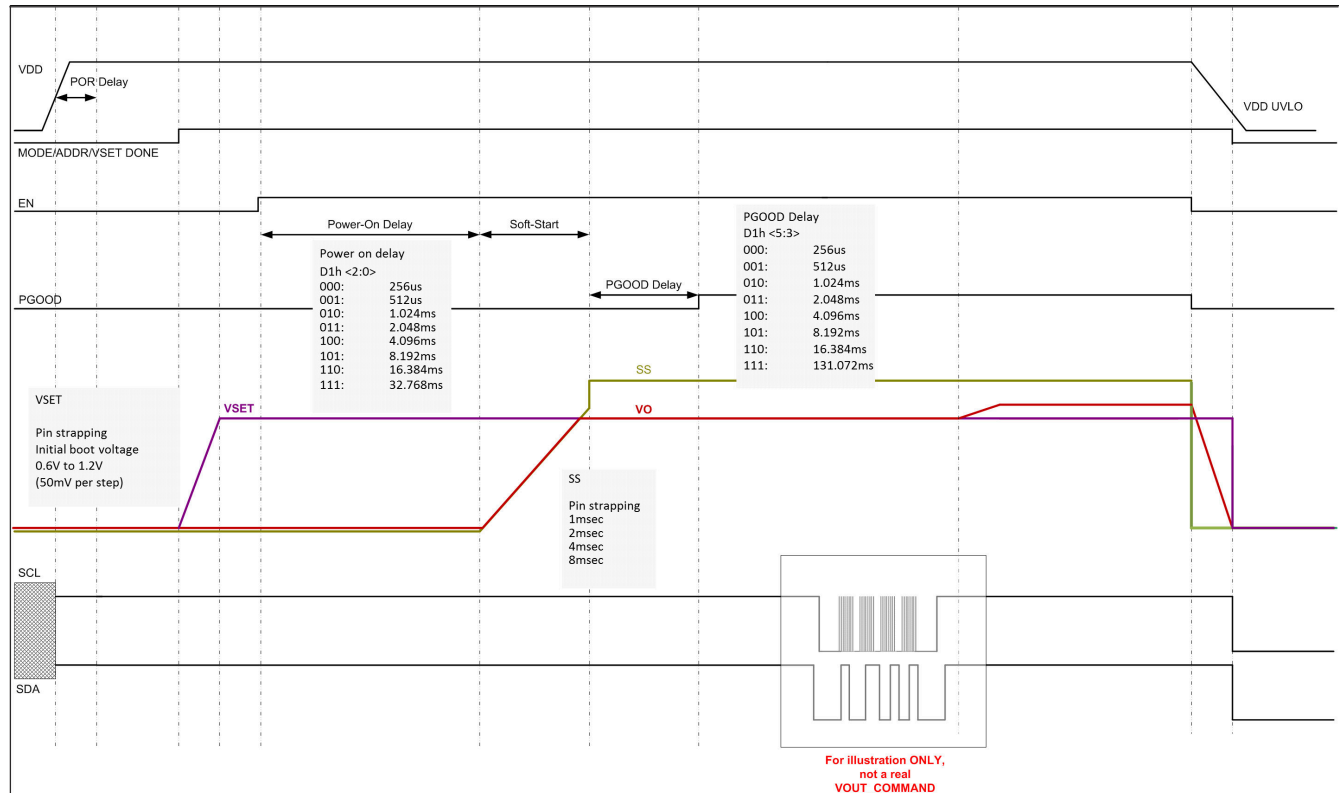 VDD
POR Delay
VDD UVLO
MODE/ADDR/VSET DONE
EN
Power-On Delay
Soft-Start
Power on delay
D1h <2:0>
000: 256us
001: 512us
010: 1.024ms
011: 2.048ms
100: 4.096ms
101: 8.192ms
110: 16.384ms
111: 32.768ms
PGOOD Delay
D1h <5:3>
000: 256us
001: 512us
010: 1.024ms
011: 2.048ms
100: 4.096ms
101: 8.192ms
110: 16.384ms
111: 131.072ms
PGOOD
PGOOD Delay
SS
VSET
Pin strapping
Initial boot voltage
0.6V to 1.2V
(50mV per step)
VSET
VO
SS
Pin strapping
1msec
2msec
4msec
8msec
SCL
SDA
For illustration ONLY,
not a real
VOUT_COMMAND